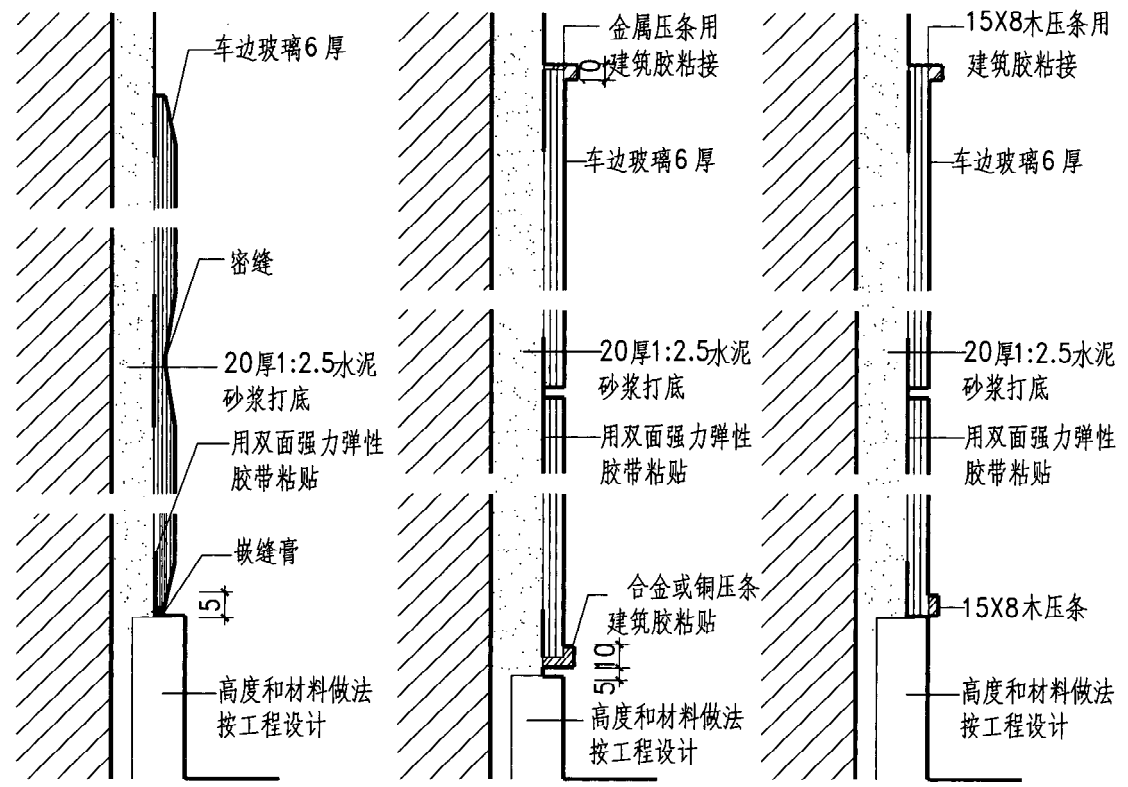 车边玻璃6厚
密缝
20厚1:2.5水泥
砂浆打底
用双面强力弹性
胶带粘贴
嵌缝膏
5
高度和材料做法
按工程设计
金属压条用
建筑胶粘接
10
车边玻璃6厚
20厚1:2.5水泥
砂浆打底
用双面强力弹性
胶带粘贴
合金或铜压条
建筑胶粘贴
10
5
高度和材料做法
按工程设计
15X8木压条用
建筑胶粘接
车边玻璃6厚
20厚1:2.5水泥
砂浆打底
用双面强力弹性
胶带粘贴
15X8木压条
高度和材料做法
按工程设计